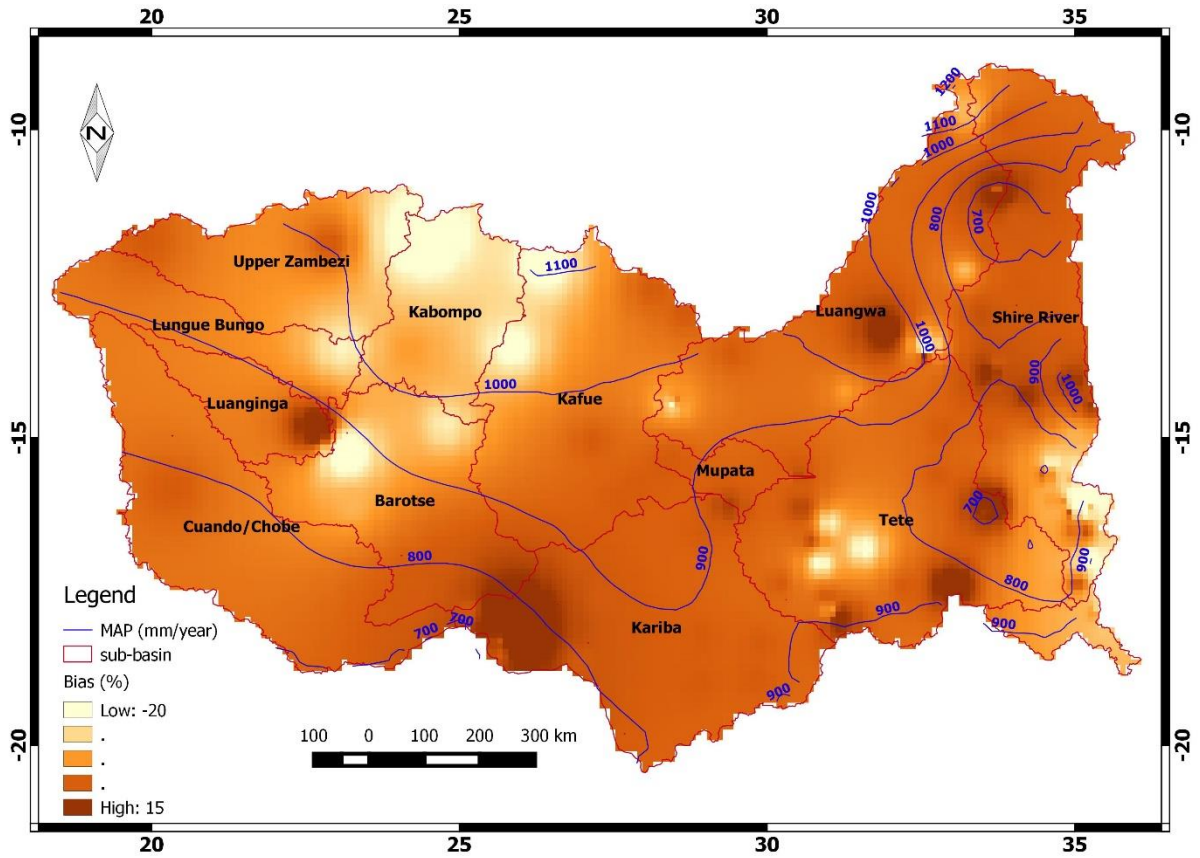 20 25 30 35
-10 -10
-15 -15
-20 -20
N
1200
1100
1000
1000
800
700
1100
Upper Zambezi
Kabompo
Luangwa
Lungue Bungo
Shire River
1000
900
1000
1000
Luanginga
Kafue
Mupata
Barotse
Tete
700
Cuando/Chobe
800
900
900
800
Legend
MAP (mm/year)
sub-basin
Bias (%)
Low: -20
.
.
.
High: 15
700 700
Kariba
900
900
900
100 0 100 200 300 km
20 25 30 35